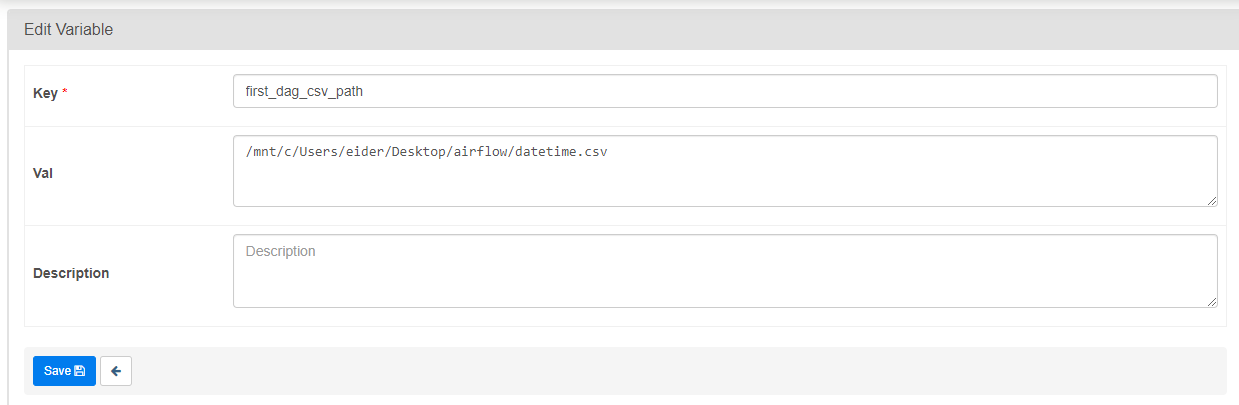 Edit Variable
Key *
first_dag_csv_path
Val
/mnt/c/Users/eider/Desktop/airflow/datetime.csv
Description
Description
Save